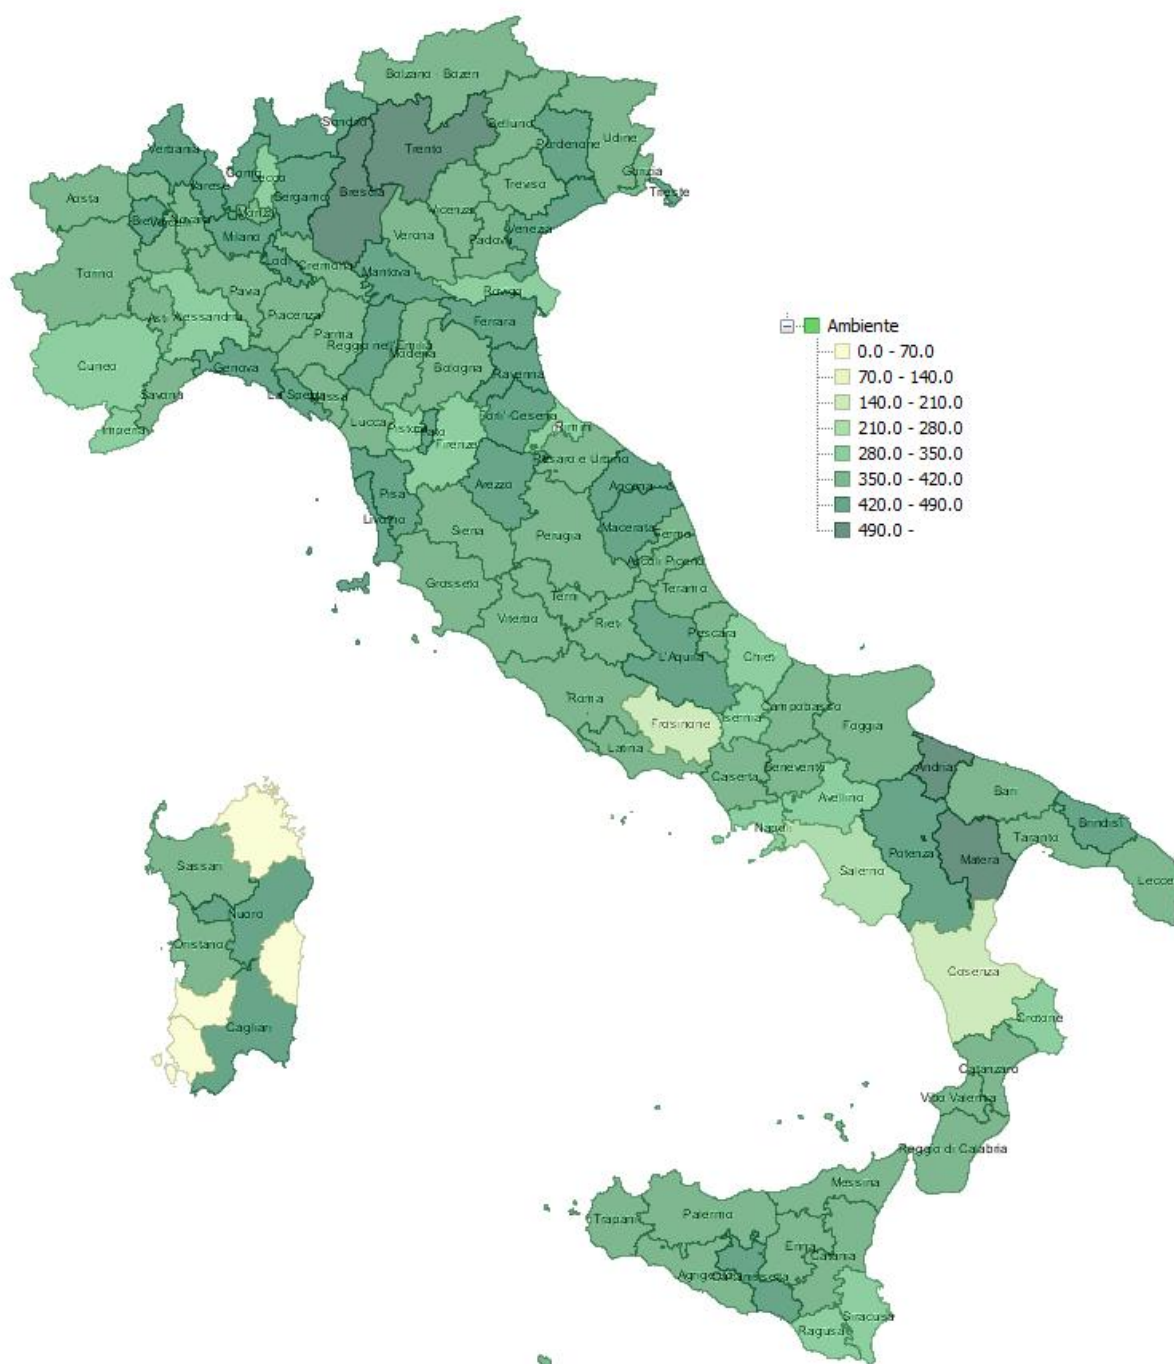 Bolzano - Bozen
Sondrio
Belluno
Udine
Trento
Pordenone
Verbania
Gorizia
Trieste
Como
Lecco
Varese
Treviso
Aosta
Bergamo
Brescia
Vicenza
Novara
Milano
Verona
Padova
Venezia
Lodi
Cremona
Mantova
Torino
Pavia
Rovigo
Asti
Alessandria
Piacenza
Ferrara
Ambiente
Parma
Reggio nell'Emilia
Modena
0.0 - 70.0
Cuneo
Genova
Bologna
Ravenna
70.0 - 140.0
Savona
La Spezia
Massa
140.0 - 210.0
Imperia
Lucca
Pistoia
Prato
Forli' Cesena
Rimini
210.0 - 280.0
Firenze
280.0 - 350.0
Pesaro e Urbino
350.0 - 420.0
Pisa
Arezzo
Ancona
420.0 - 490.0
Livorno
Siena
Perugia
Macerata
Fermo
490.0 -
Ascoli Piceno
Grosseto
Terni
Teramo
Viterbo
Rieti
Pescara
L'Aquila
Chieti
Roma
Frosinone
Isernia
Campobasso
Foggia
Latina
Caserta
Benevento
Andria
Avellino
Bari
Napoli
Taranto
Brindisi
Salerno
Potenza
Matera
Lecce
Sassari
Nuoro
Oristano
Cosenza
Cagliari
Crotone
Catanzaro
Vibo Valentia
Reggio di Calabria
Messina
Trapani
Palermo
Enna
Catania
Agrigento
Caltanissetta
Siracusa
Ragusa